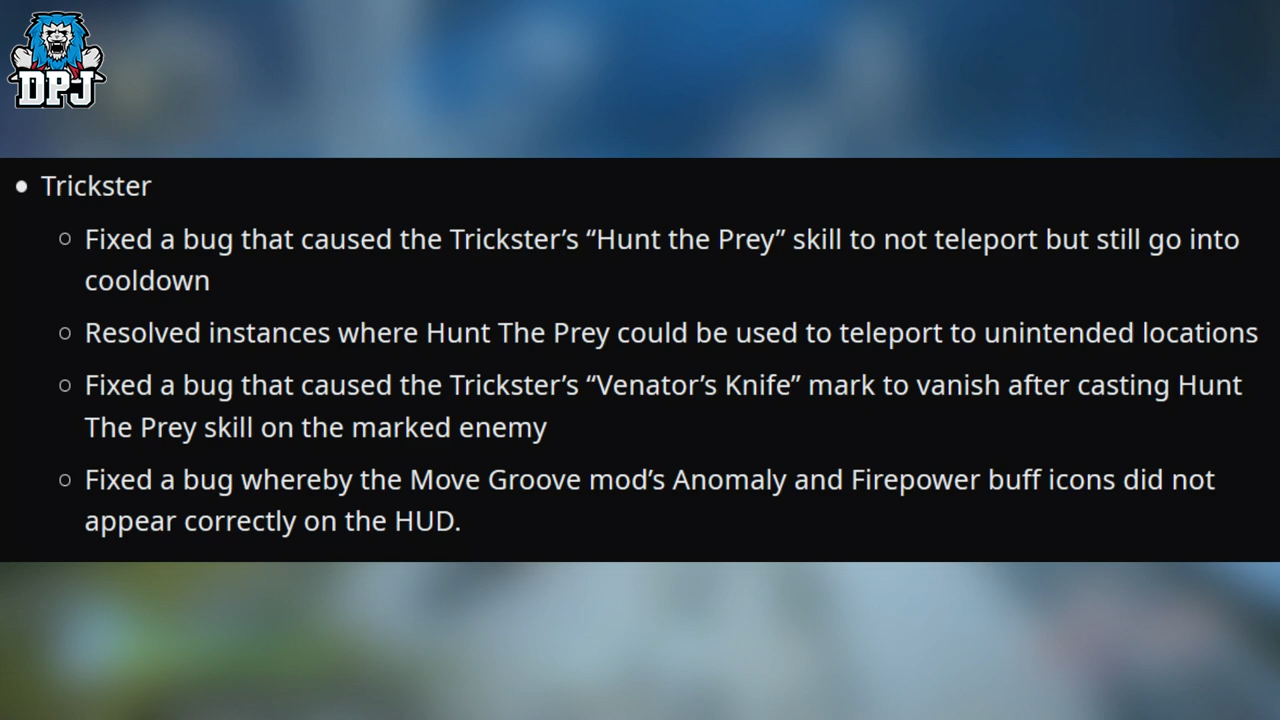 DPJ
Trickster
Fixed a bug that caused the Trickster’s “Hunt the Prey” skill to not teleport but still go into
cooldown
Resolved instances where Hunt The Prey could be used to teleport to unintended locations
Fixed a bug that caused the Trickster’s “Venator’s Knife” mark to vanish after casting Hunt
The Prey skill on the marked enemy
Fixed a bug whereby the Move Groove mod’s Anomaly and Firepower buff icons did not
appear correctly on the HUD.